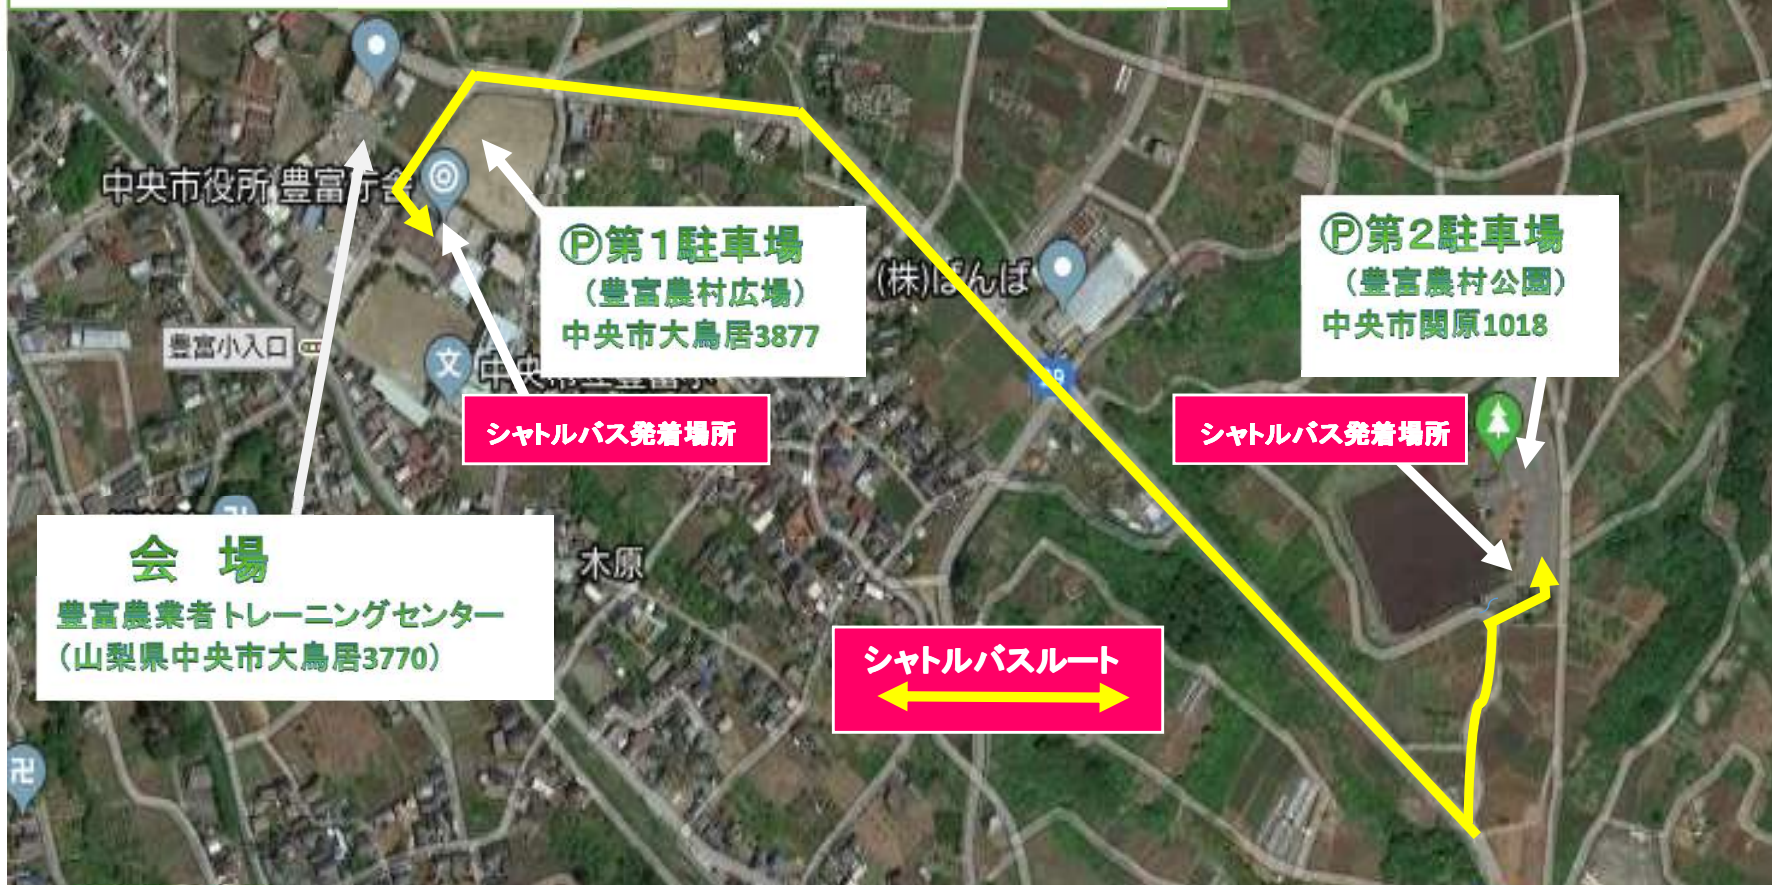 中央市役所 豊富庁舎
Ⓟ第１駐車場
（豊富農村広場）
中央市大鳥居3877
(株)ぱんぱ
Ⓟ第２駐車場
（豊富農村公園）
中央市関原1018
豊富小入口
文
シャトルバス発着場所
シャトルバス発着場所
会 場
豊富農業者トレーニングセンター
（山梨県中央市大鳥居3770）
木原
シャトルバスルート
卍